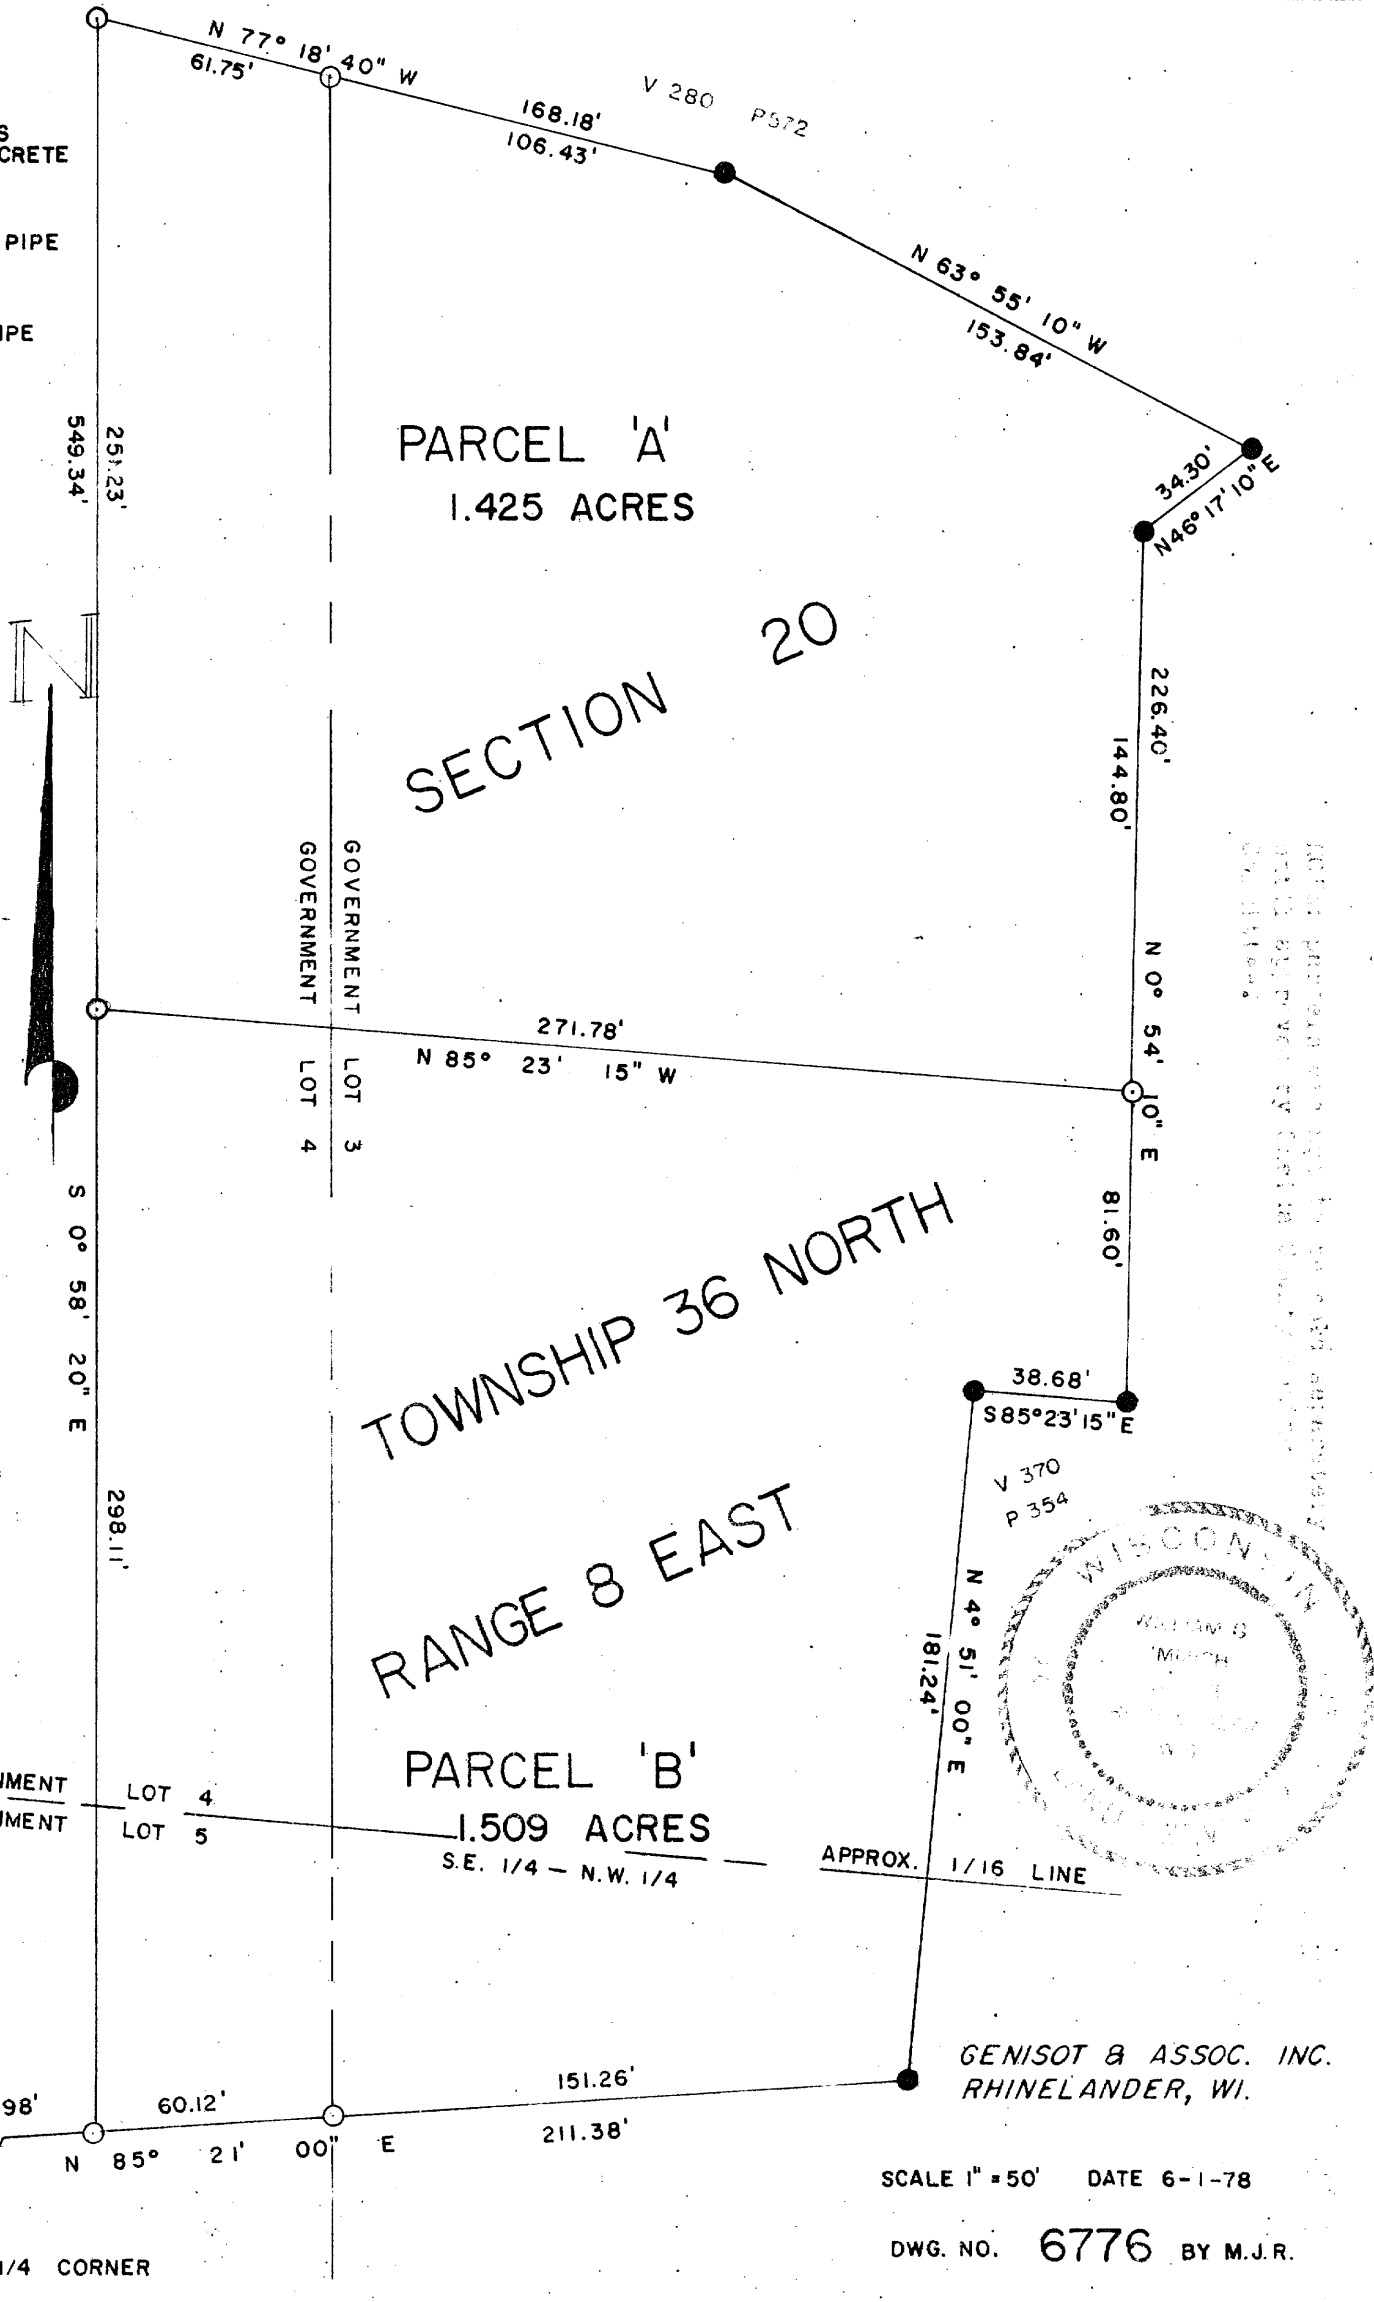 N 77° 18' 40" W
61.75'
168.18'
106.43'
V 280 P572
S
CRETE
PIPE
IPE
N 63° 55' 10" W
153.84'
34.30'
N46° 17' 10" E
251.23'
549.34'
PARCEL 'A'
1.425 ACRES
N
SECTION 20
226.40'
144.80'
GOVERNMENT LOT 3
GOVERNMENT LOT 4
N 0° 54' 10" E
271.78'
N 85° 23' 15" W
81.60'
S 0° 58' 20" E
TOWNSHIP 36 NORTH
38.68'
S85°23'15"E
V 370
P 354
RANGE 8 EAST
298.11'
N 4° 51' 00" E
181.24'
WISCONSIN
PARCEL 'B'
1.509 ACRES
NMENT LOT 4
NMENT LOT 5
S.E. 1/4 – N.W. 1/4
APPROX. 1/16 LINE
GENISOT & ASSOC. INC.
RHINELANDER, WI.
98'
60.12'
151.26'
211.38'
N 85° 21' 00" E
SCALE 1" = 50' DATE 6-1-78
DWG. NO. 6776 BY M.J.R.
1/4 CORNER